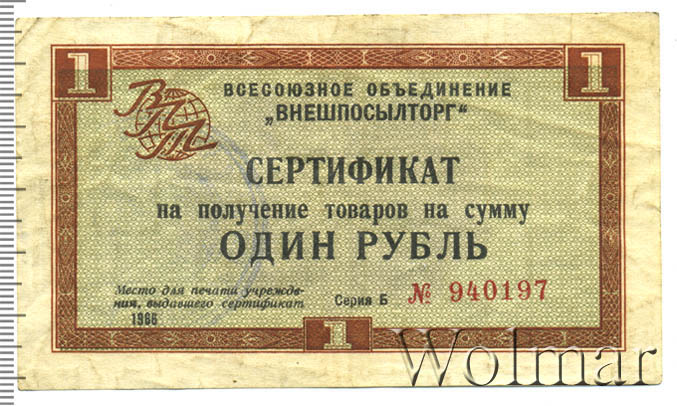 1 1
ВПТ
ВСЕСОЮЗНОЕ ОБЪЕДИНЕНИЕ
„ВНЕШПОСЫЛТОРГ“
СЕРТИФИКАТ
на получение товаров на сумму
ОДИН РУБЛЬ
Место для печати учрежде-
ния, выдавшего сертификат
1966
Серия Б № 940197
1
Wolmar